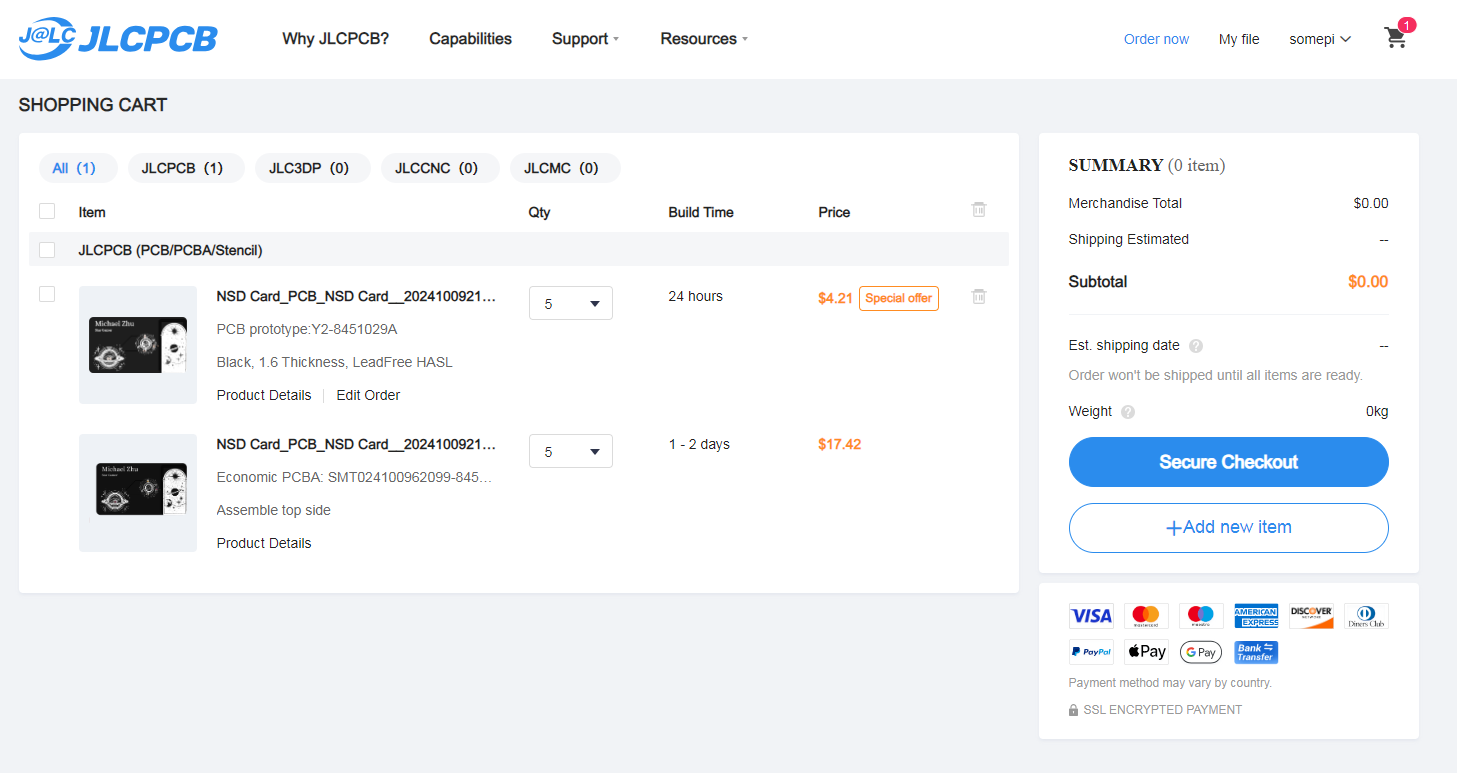 J@LC JLCPCB
Why JLCPCB?
Capabilities
Support
Resources
Order now
My file
somepi
1
SHOPPING CART
All (1)
JLCPCB (1)
JLC3DP (0)
JLCCNC (0)
JLCMC (0)
Item
Qty
Build Time
Price
JLCPCB (PCB/PCBA/Stencil)
Michael Zhu
NSD Card_PCB_NSD Card__2024100921...
PCB prototype:Y2-8451029A
Black, 1.6 Thickness, LeadFree HASL
Product Details
Edit Order
5
24 hours
$4.21
Special offer
Michael Zhu
NSD Card_PCB_NSD Card__2024100921...
Economic PCBA: SMT024100962099-845...
Assemble top side
Product Details
5
1 - 2 days
$17.42
SUMMARY (0 item)
Merchandise Total $0.00
Shipping Estimated --
Subtotal $0.00
Est. shipping date ? --
Order won't be shipped until all items are ready.
Weight ? 0kg
Secure Checkout
+Add new item
VISA
mastercard
maestro
AMERICAN EXPRESS
DISCOVER
NETWORK
Diners Club
PayPal
Pay
G Pay
Bank Transfer
Payment method may vary by country.
SSL ENCRYPTED PAYMENT